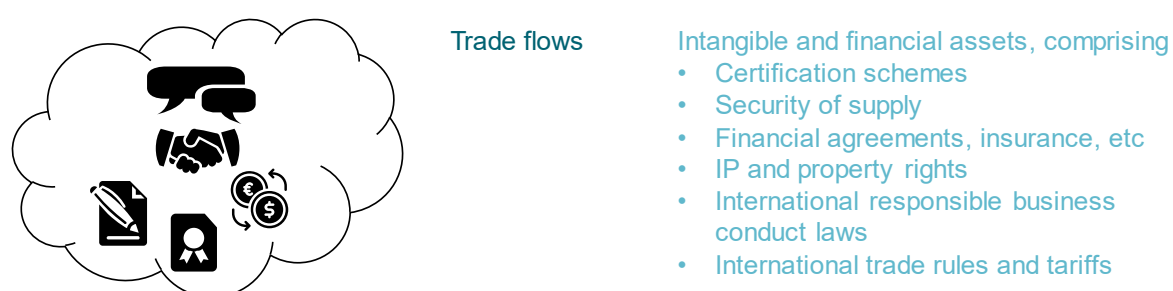 Trade flows
Intangible and financial assets, comprising
• Certification schemes
• Security of supply
• Financial agreements, insurance, etc
• IP and property rights
• International responsible business
conduct laws
• International trade rules and tariffs
€
$